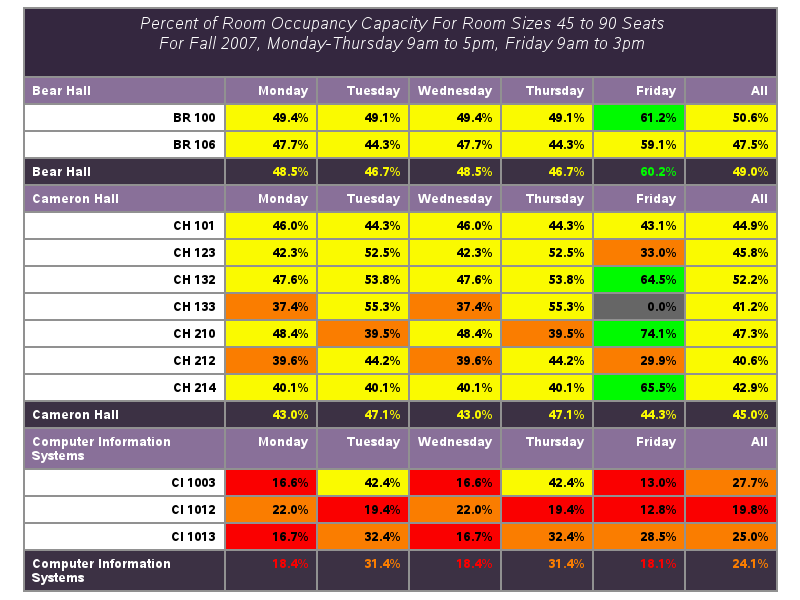 Percent of Room Occupancy Capacity For Room Sizes 45 to 90 Seats
For Fall 2007, Monday-Thursday 9am to 5pm, Friday 9am to 3pm
Bear Hall Monday Tuesday Wednesday Thursday Friday All
BR 100 49.4% 49.1% 49.4% 49.1% 61.2% 50.6%
BR 106 47.7% 44.3% 47.7% 44.3% 59.1% 47.5%
Bear Hall 48.5% 46.7% 48.5% 46.7% 60.2% 49.0%
Cameron Hall Monday Tuesday Wednesday Thursday Friday All
CH 101 46.0% 44.3% 46.0% 44.3% 43.1% 44.9%
CH 123 42.3% 52.5% 42.3% 52.5% 33.0% 45.8%
CH 132 47.6% 53.8% 47.6% 53.8% 64.5% 52.2%
CH 133 37.4% 55.3% 37.4% 55.3% 0.0% 41.2%
CH 210 48.4% 39.5% 48.4% 39.5% 74.1% 47.3%
CH 212 39.6% 44.2% 39.6% 44.2% 29.9% 40.6%
CH 214 40.1% 40.1% 40.1% 40.1% 65.5% 42.9%
Cameron Hall 43.0% 47.1% 43.0% 47.1% 44.3% 45.0%
Computer Information Monday Tuesday Wednesday Thursday Friday All
Systems
CI 1003 16.6% 42.4% 16.6% 42.4% 13.0% 27.7%
CI 1012 22.0% 19.4% 22.0% 19.4% 12.8% 19.8%
CI 1013 16.7% 32.4% 16.7% 32.4% 28.5% 25.0%
Computer Information 18.4% 31.4% 18.4% 31.4% 18.1% 24.1%
Systems